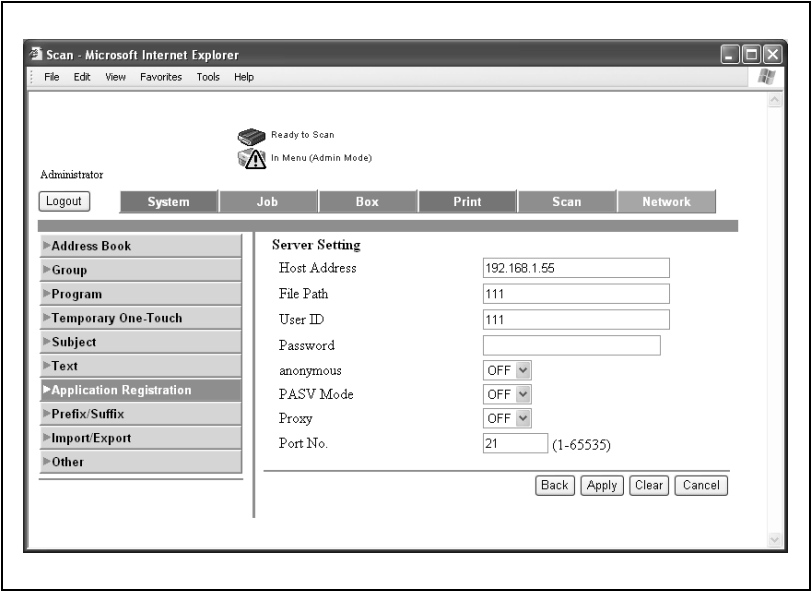 Scan - Microsoft Internet Explorer
File Edit View Favorites Tools Help
Ready to Scan
In Menu (Admin Mode)
Administrator
Logout System Job Box Print Scan Network
Address Book
Group
Program
Temporary One-Touch
Subject
Text
Application Registration
Prefix/Suffix
Import/Export
Other
Server Setting
Host Address 192.168.1.55
File Path 111
User ID 111
Password
anonymous OFF
PASV Mode OFF
Proxy OFF
Port No. 21 (1-65535)
Back Apply Clear Cancel